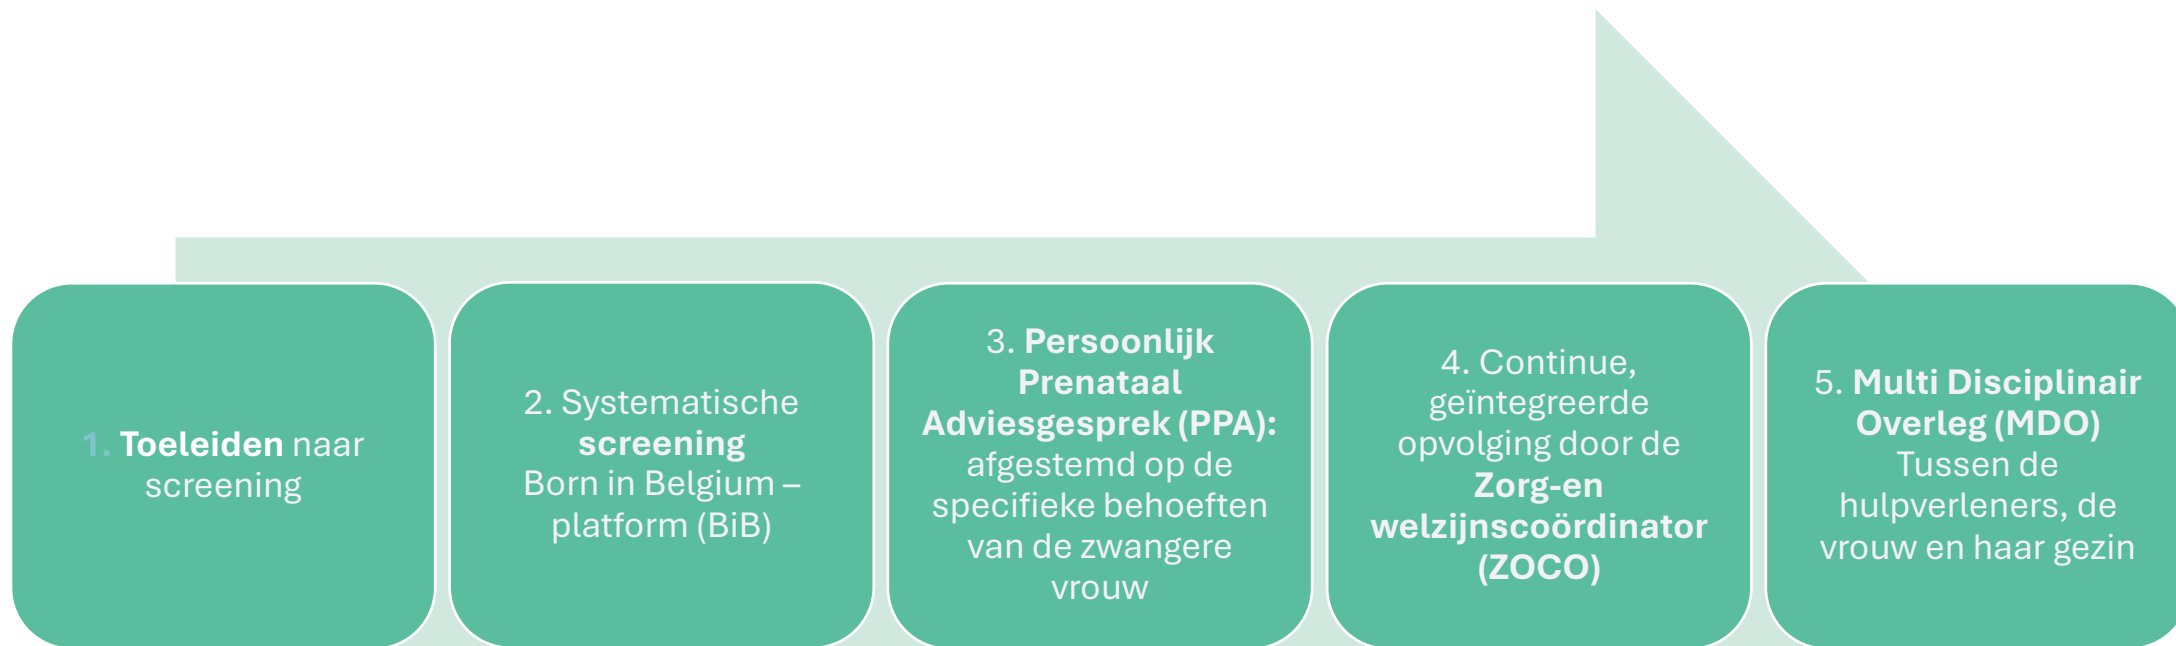 1. Toeleiden naar
screening
2. Systematische
screening
Born in Belgium –
platform (BiB)
3. Persoonlijk
Prenataal
Adviesgesprek (PPA):
afgestemd op de
specifieke behoeften
van de zwangere
vrouw
4. Continue,
geïntegreerde
opvolging door de
Zorg-en
welzijnscoördinator
(ZOCO)
5. Multi Disciplinair
Overleg (MDO)
Tussen de
hulpverleners, de
vrouw en haar gezin